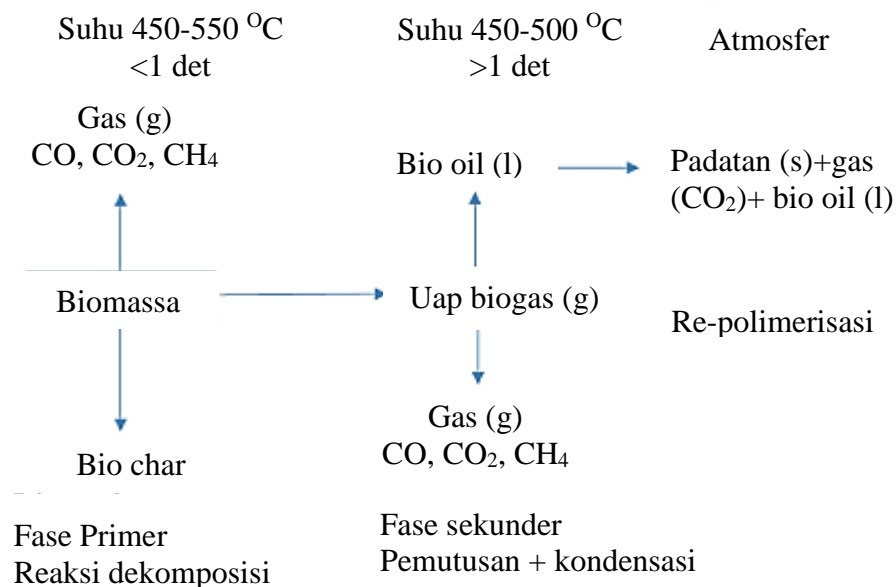 Suhu 450-550 ᴼC
<1 det
Suhu 450-500 ᴼC
>1 det
Atmosfer
Gas (g)
CO, CO₂, CH₄
Bio oil (l)
Padatan (s)+gas
(CO₂)+ bio oil (l)
Biomassa
Uap biogas (g)
Re-polimerisasi
Gas (g)
CO, CO₂, CH₄
Bio char
Fase Primer
Reaksi dekomposisi
Fase sekunder
Pemutusan + kondensasi